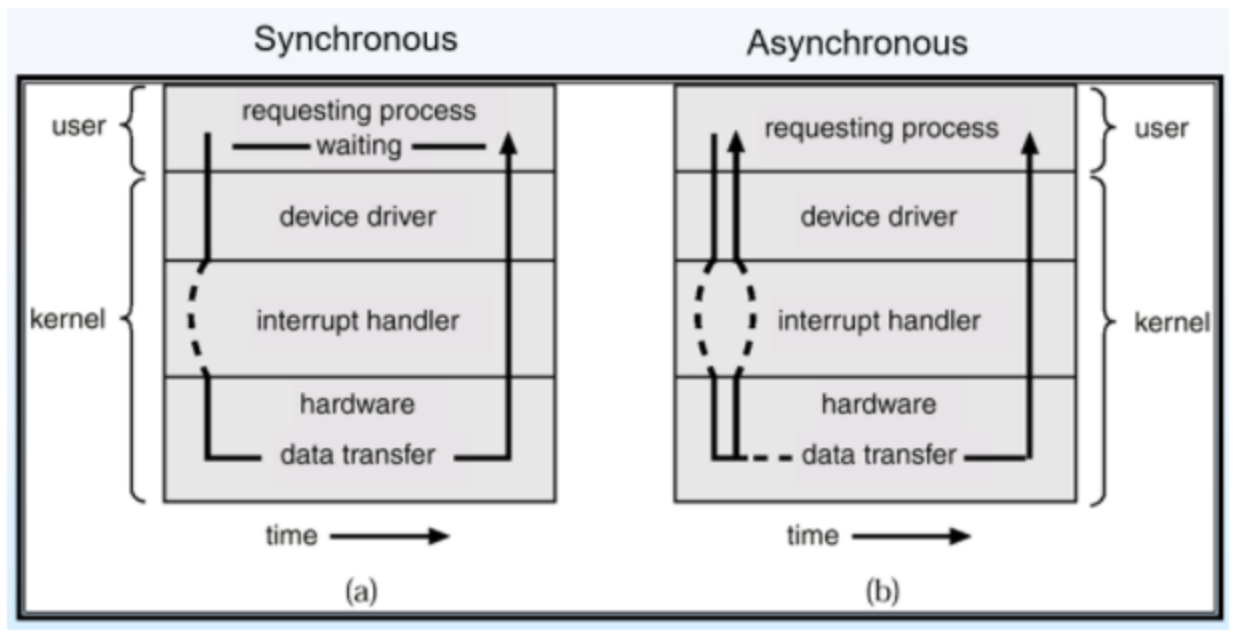 Synchronous
Asynchronous
user
requesting process
waiting
device driver
kernel
interrupt handler
hardware
data transfer
time
(a)
requesting process
user
device driver
interrupt handler
kernel
hardware
data transfer
time
(b)